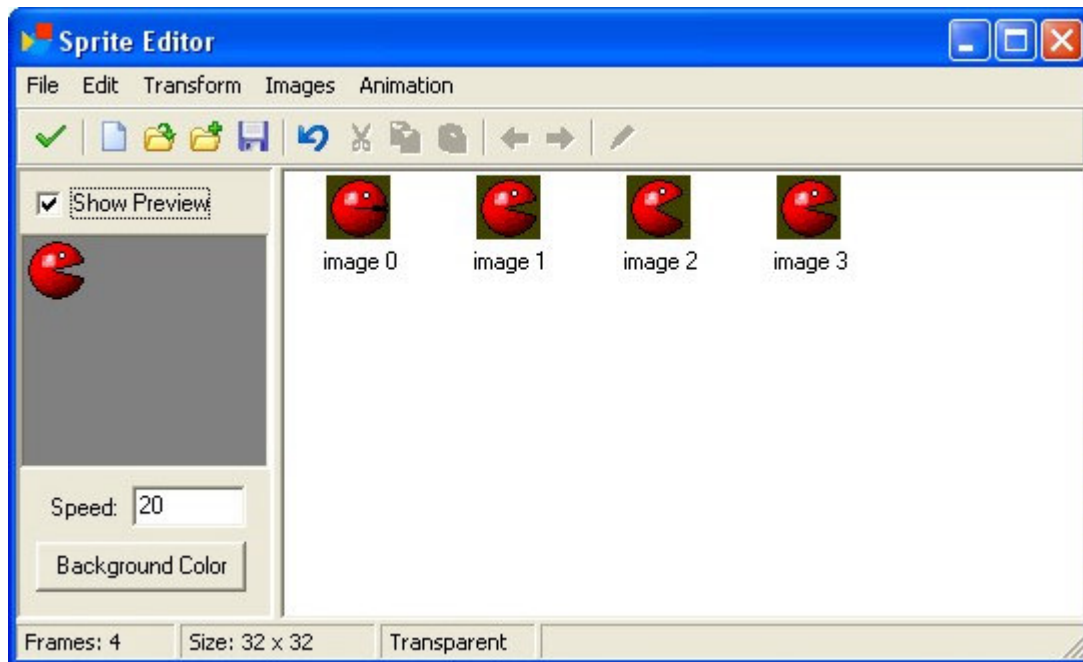 Sprite Editor
File Edit Transform Images Animation
Show Preview
image 0 image 1 image 2 image 3
Speed: 20
Background Color
Frames: 4 Size: 32 x 32 Transparent